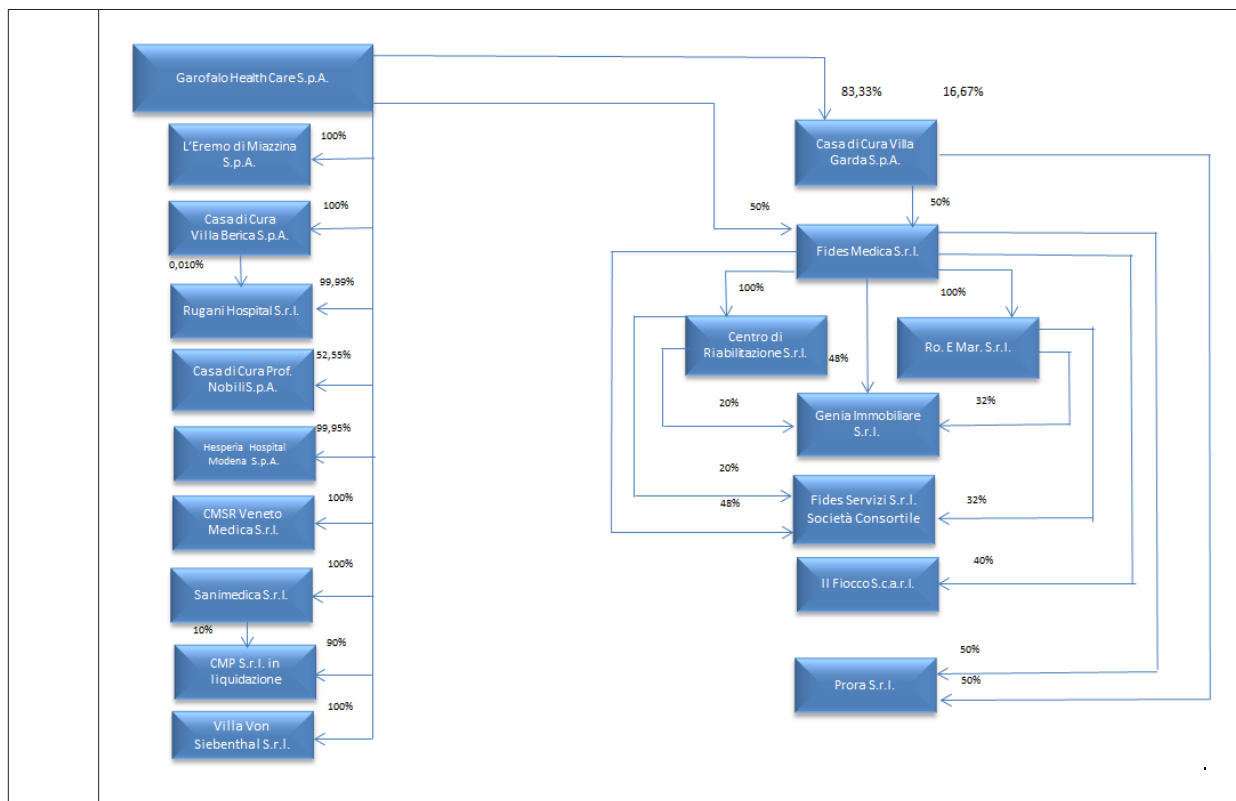 Garofalo Health Care S.p.A.
83,33%
16,67%
100%
L'Eremo di Miazzina
S.p.A.
Casa di Cura Villa
Garda S.p.A.
100%
Casa di Cura
Villa Berica S.p.A.
50%
50%
Fides Medica S.r.l.
0,010%
99,99%
Rugani Hospital S.r.l.
100%
100%
Centro di
Riabilitazione S.r.l.
48%
Ro. E Mar. S.r.l.
52,55%
Casa di Cura Prof.
Nobili S.p.A.
20%
Genia Immobiliare
S.r.l.
32%
99,95%
Hesperia Hospital
Modena S.p.A.
20%
48%
Fides Servizi S.r.l.
Società Consortile
32%
100%
CMSR Veneto
Medica S.r.l.
100%
Sanimedica S.r.l.
40%
Il Fiocco S.c.a.r.l.
10%
90%
CMP S.r.l. in
liquidazione
50%
50%
Prora S.r.l.
100%
Villa Von
Siebenthal S.r.l.